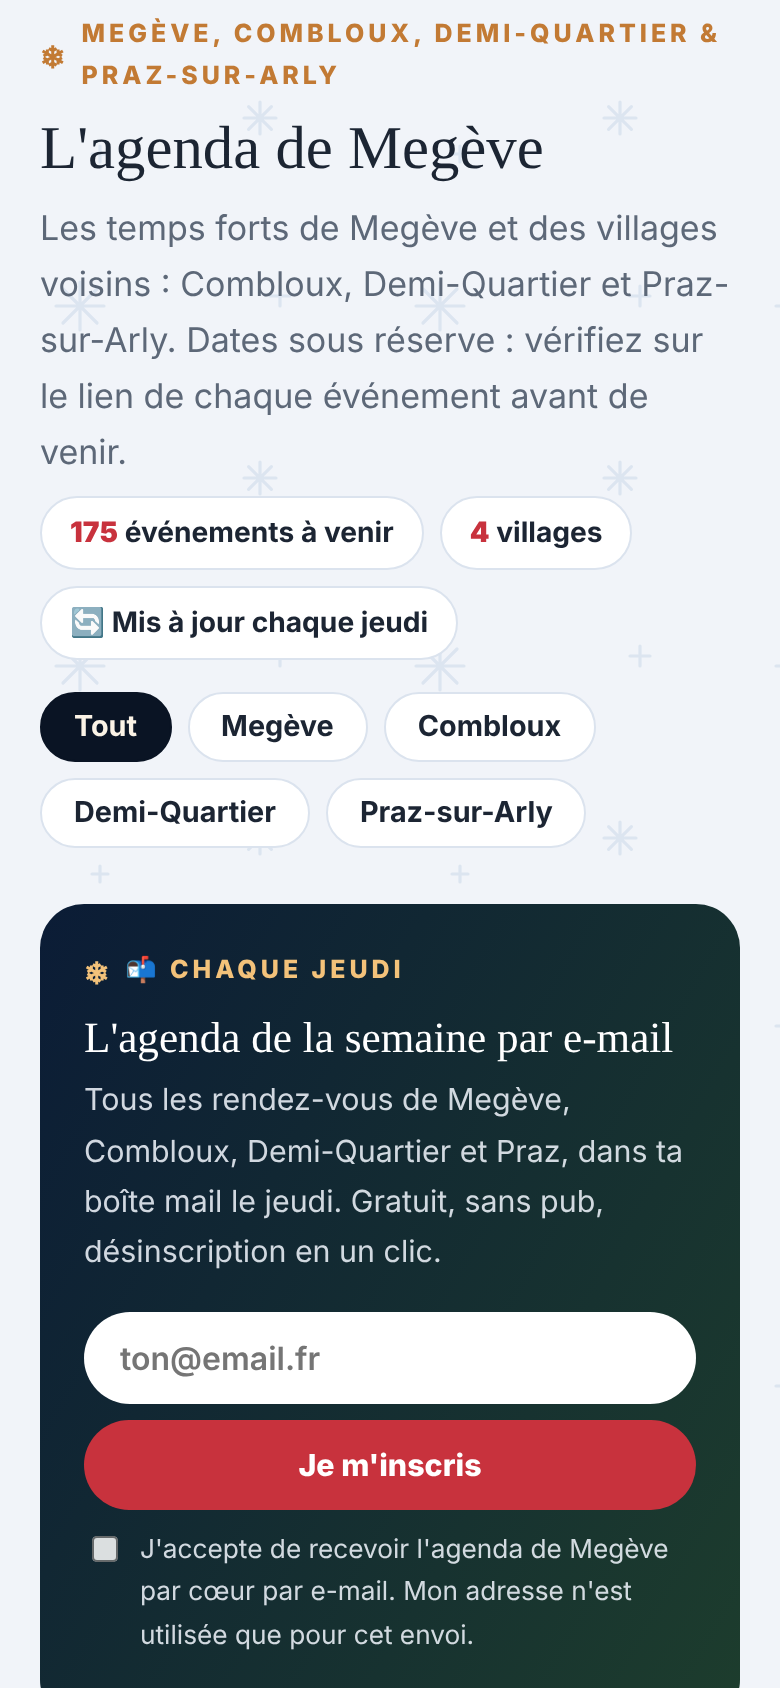 MEGÈVE, COMBLOUX, DEMI-QUARTIER &
PRAZ-SUR-ARLY
L'agenda de Megève
Les temps forts de Megève et des villages
voisins : Combloux, Demi-Quartier et Praz-
sur-Arly. Dates sous réserve : vérifiez sur
le lien de chaque événement avant de
venir.
175 événements à venir
4 villages
Mis à jour chaque jeudi
Tout
Megève
Combloux
Demi-Quartier
Praz-sur-Arly
CHAQUE JEUDI
L'agenda de la semaine par e-mail
Tous les rendez-vous de Megève,
Combloux, Demi-Quartier et Praz, dans ta
boîte mail le jeudi. Gratuit, sans pub,
désinscription en un clic.
ton@email.fr
Je m'inscris
J'accepte de recevoir l'agenda de Megève
par cœur par e-mail. Mon adresse n'est
utilisée que pour cet envoi.